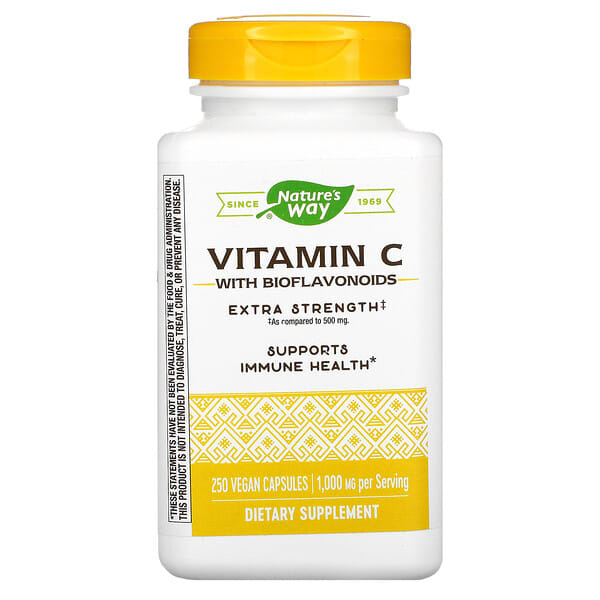 SINCE
Nature's
Way®
1969
VITAMIN C
WITH BIOFLAVONOIDS
EXTRA STRENGTH‡
‡As compared to 500 mg.
SUPPORTS
IMMUNE HEALTH*
250 VEGAN CAPSULES | 1,000 MG per Serving
DIETARY SUPPLEMENT
*THESE STATEMENTS HAVE NOT BEEN EVALUATED BY THE FOOD & DRUG ADMINISTRATION.
THIS PRODUCT IS NOT INTENDED TO DIAGNOSE, TREAT, CURE, OR PREVENT ANY DISEASE.